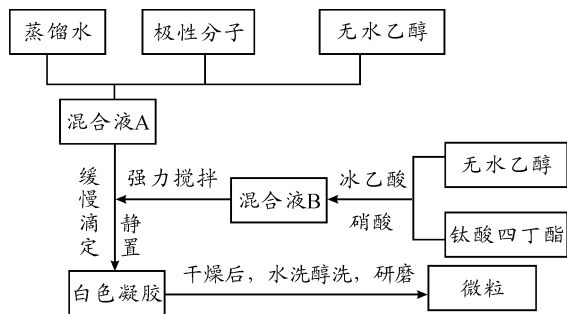 蒸馏水
极性分子
无水乙醇
混合液A
缓慢滴定
静置
强力搅拌
混合液B
冰乙酸
硝酸
无水乙醇
钛酸四丁酯
白色凝胶
干燥后，水洗醇洗，研磨
微粒